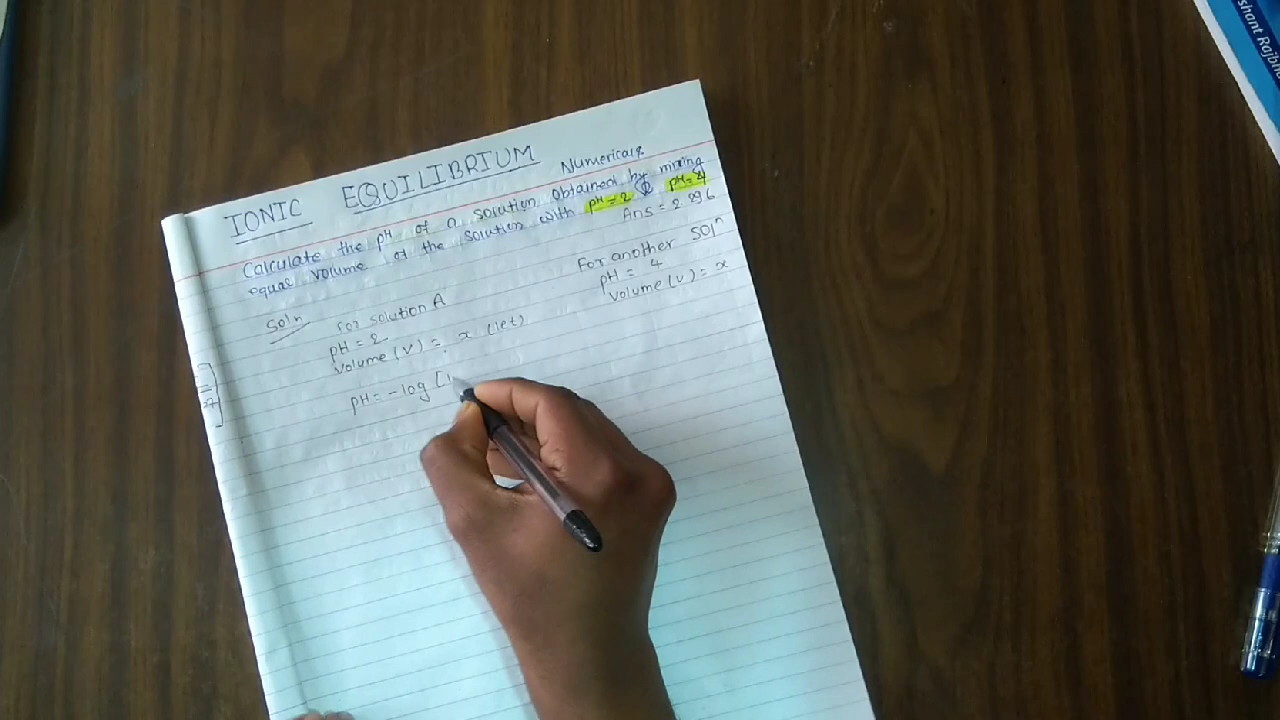 IONIC EQUILIBRIUM Numericals
Calculate the pH of a solution obtained by mixing
equal volume of the solution with pH = 2 & pH = 4
Ans = 2.296
Soln
For solution A
pH = 2
Volume (v) = x (let)
pH = -log [
For another soln
pH = 4
Volume (v) = x
shant Rajbha